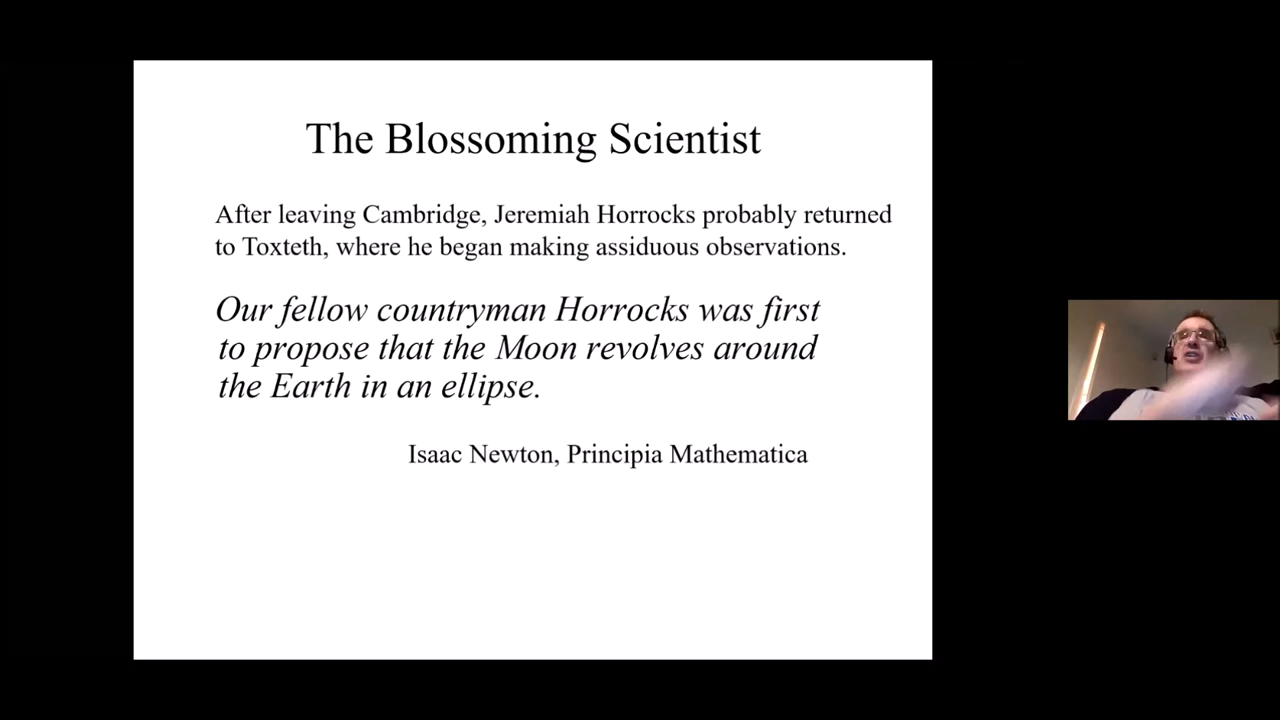 The Blossoming Scientist
After leaving Cambridge, Jeremiah Horrocks probably returned
to Toxteth, where he began making assiduous observations.
Our fellow countryman Horrocks was first
to propose that the Moon revolves around
the Earth in an ellipse.
Isaac Newton, Principia Mathematica